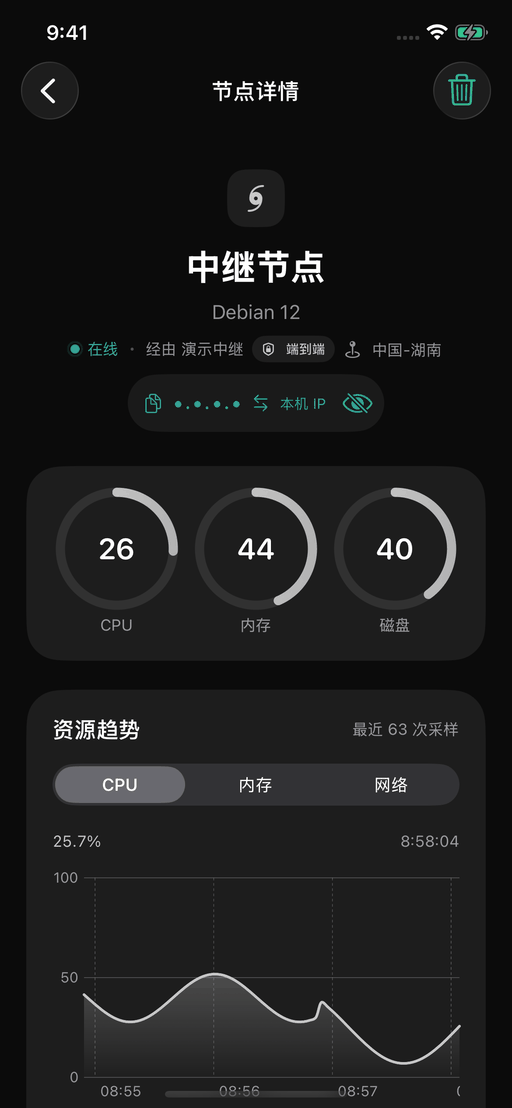 9:41
节点详情
中继节点
Debian 12
在线 · 经由 演示中继 端到端 中国-湖南
•.•.•.• 本机 IP
26 44 40
CPU 内存 磁盘
资源趋势 最近 63 次采样
CPU 内存 网络
25.7% 8:58:04
100
50
0
08:55 08:56 08:57